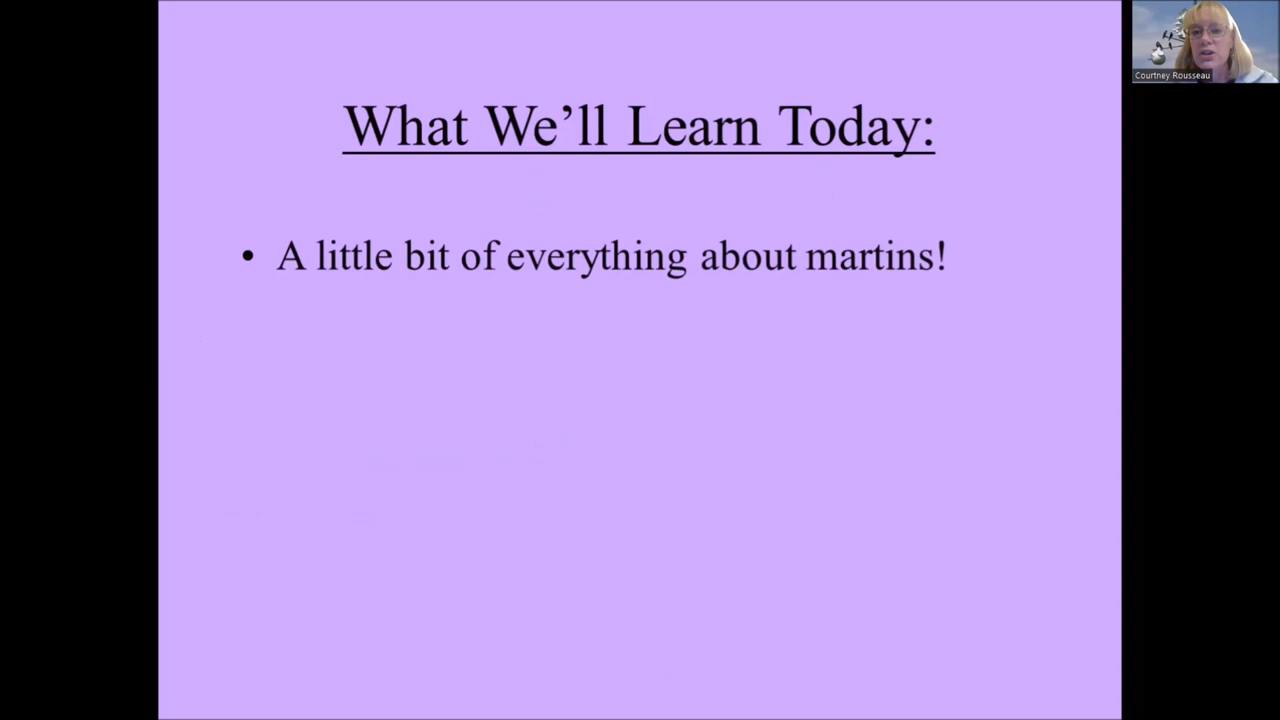 What We’ll Learn Today:
• A little bit of everything about martins!
Courtney Rousseau